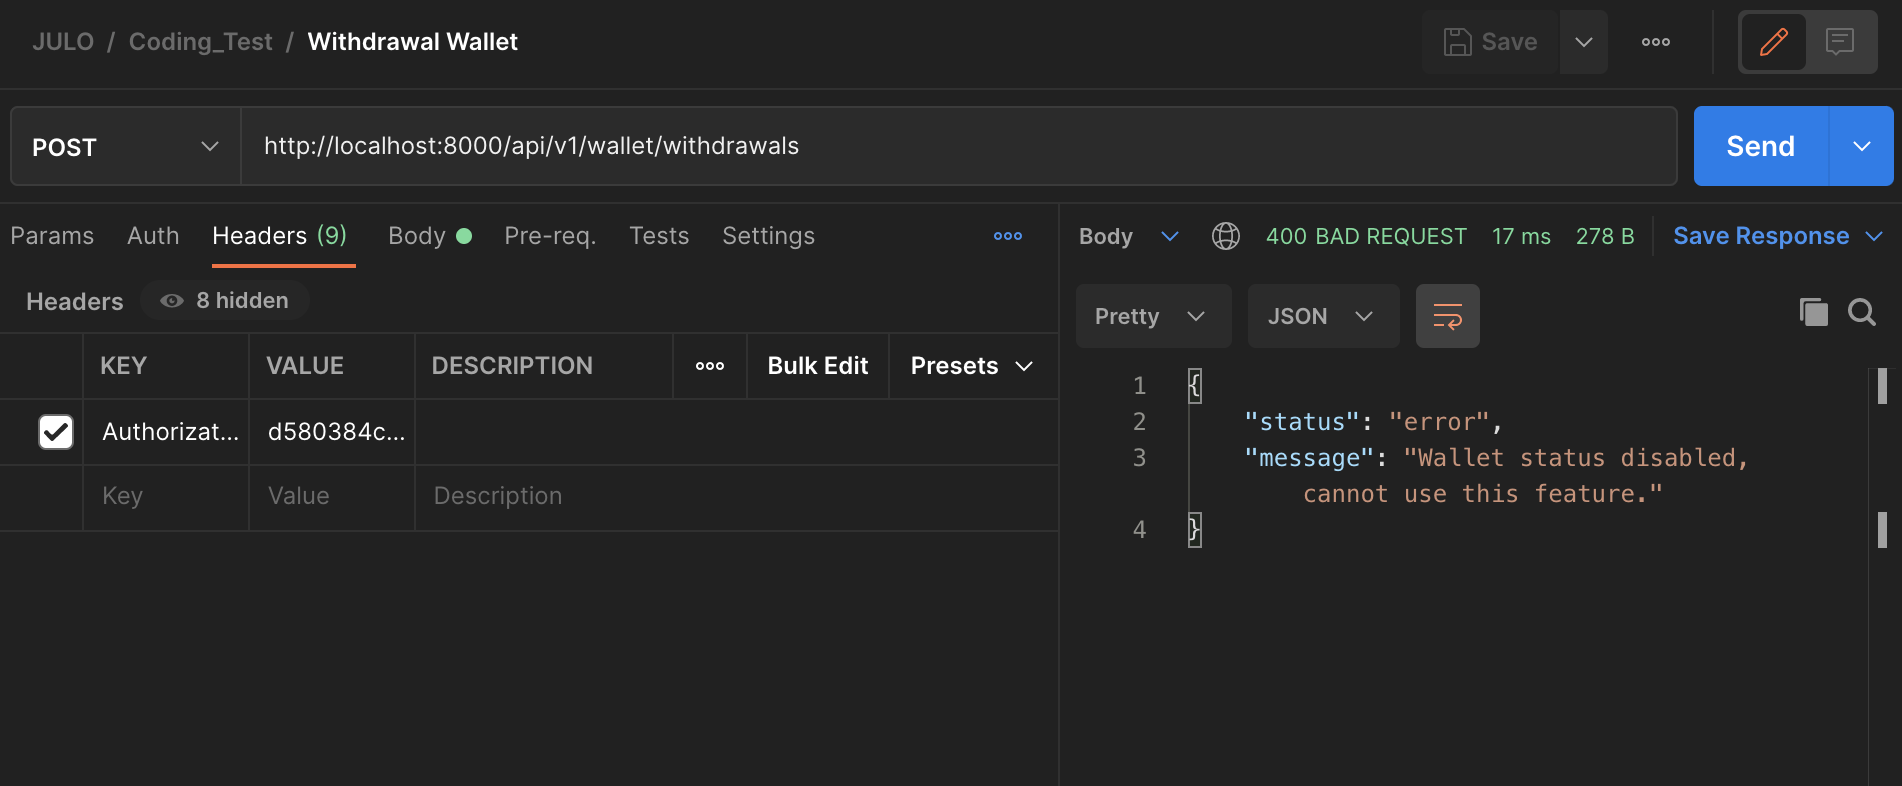 JULO / Coding_Test / Withdrawal Wallet
Save
POST
http://localhost:8000/api/v1/wallet/withdrawals
Send
Params Auth Headers (9) Body Pre-req. Tests Settings
Headers 8 hidden
KEY VALUE DESCRIPTION Bulk Edit Presets
Authorizat... d580384c...
Key Value Description
Body 400 BAD REQUEST 17 ms 278 B Save Response
Pretty JSON
1 {
2 "status": "error",
3 "message": "Wallet status disabled,
cannot use this feature."
4 }